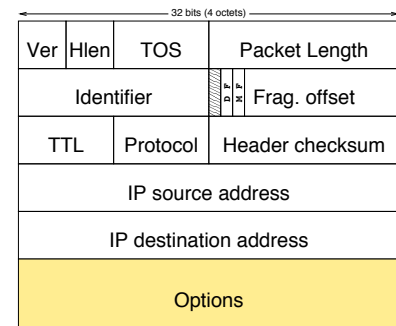 32 bits (4 octets)
Ver Hlen TOS Packet Length
Identifier D F M F Frag. offset
TTL Protocol Header checksum
IP source address
IP destination address
Options